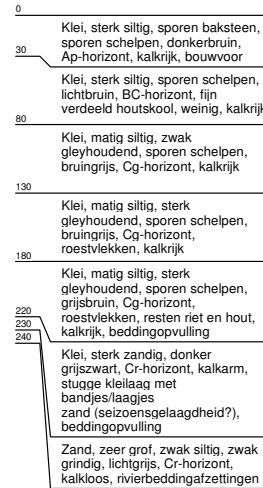 0
Klei, sterk siltig, sporen baksteen,
sporen schelpen, donkerbruin,
Ap-horizont, kalkrijk, bouwvoor
30
Klei, sterk siltig, sporen schelpen,
lichtbruin, BC-horizont, fijn
verdeeld houtskool, weinig, kalkrijk
80
Klei, matig siltig, zwak
gleyhoudend, sporen schelpen,
bruingrijs, Cg-horizont, kalkrijk
130
Klei, matig siltig, sterk
gleyhoudend, sporen schelpen,
bruingrijs, Cg-horizont,
roestvlekken, kalkrijk
180
Klei, matig siltig, sterk
gleyhoudend, sporen schelpen,
grijsbruin, Cg-horizont,
roestvlekken, resten riet en hout,
kalkrijk, beddingopvulling
220
230
240
Klei, sterk zandig, donker
grijszwart, Cr-horizont, kalkarm,
stugge kleilaag met
bandjes/laagjes
zand (seizoensgelaagdheid?),
beddingopvulling
Zand, zeer grof, zwak siltig, zwak
grindig, lichtgrijs, Cr-horizont,
kalkloos, rivierbeddingafzettingen